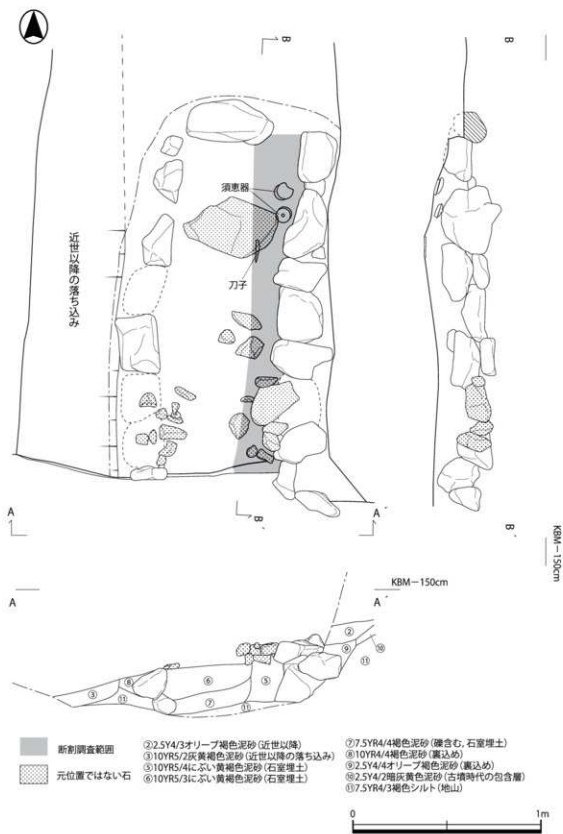 B
B
須恵器
刀子
近世以降の落ち込み
A
B´
A´
B´
KBM－150cm
KBM－150cm
A
A´
②
⑨
⑩
⑪
③
⑧
⑪
⑥
⑦
⑤
⑪
断割調査範囲
元位置ではない石
②2.5Y4/3オリーブ褐色泥砂（近世以降）
③10YR5/2灰黄褐色泥砂（近世以降の落ち込み）
⑤10YR5/4にぶい黄褐色泥砂（石室埋土）
⑥10YR5/3にぶい黄褐色泥砂（石室埋土）
⑦7.5YR4/4褐色泥砂（礫含む，石室埋土）
⑧10YR4/4褐色泥砂（裏込め）
⑨2.5Y4/4オリーブ褐色泥砂（裏込め）
⑩2.5Y4/2暗灰黄色泥砂（古墳時代の包含層）
⑪7.5YR4/3褐色シルト（地山）
0
1m